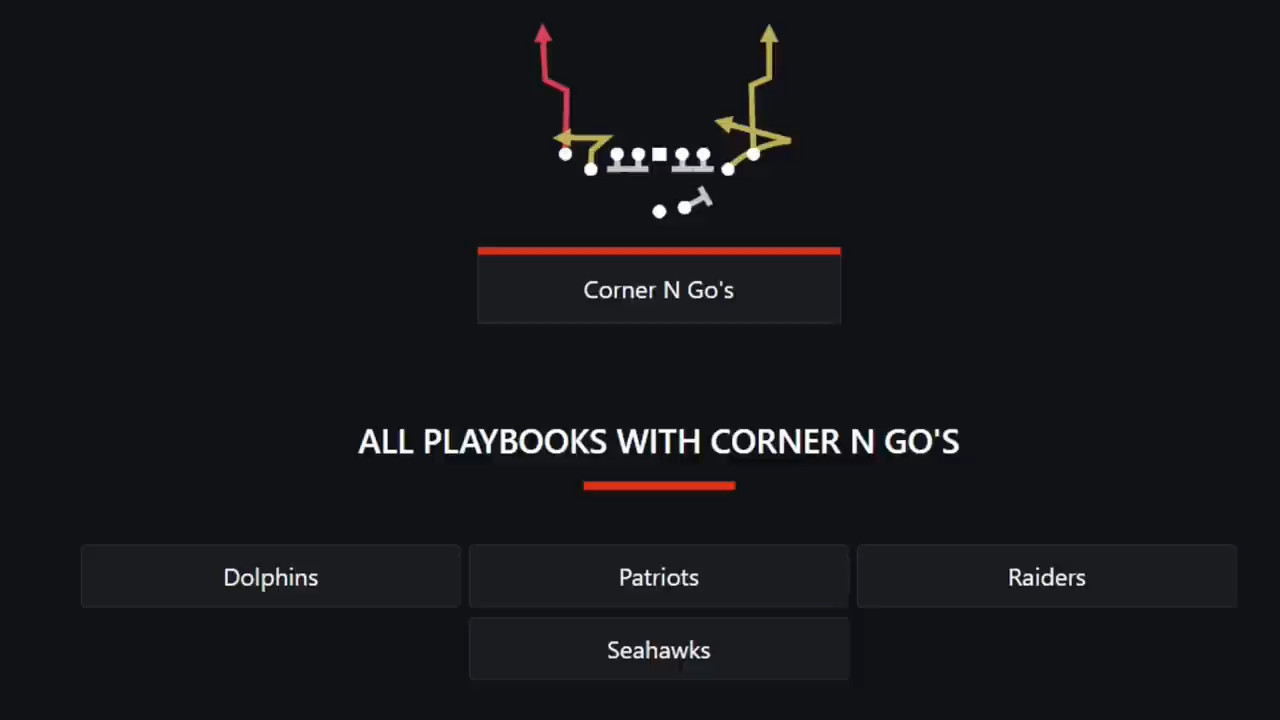 Corner N Go's
ALL PLAYBOOKS WITH CORNER N GO'S
Dolphins
Patriots
Raiders
Seahawks